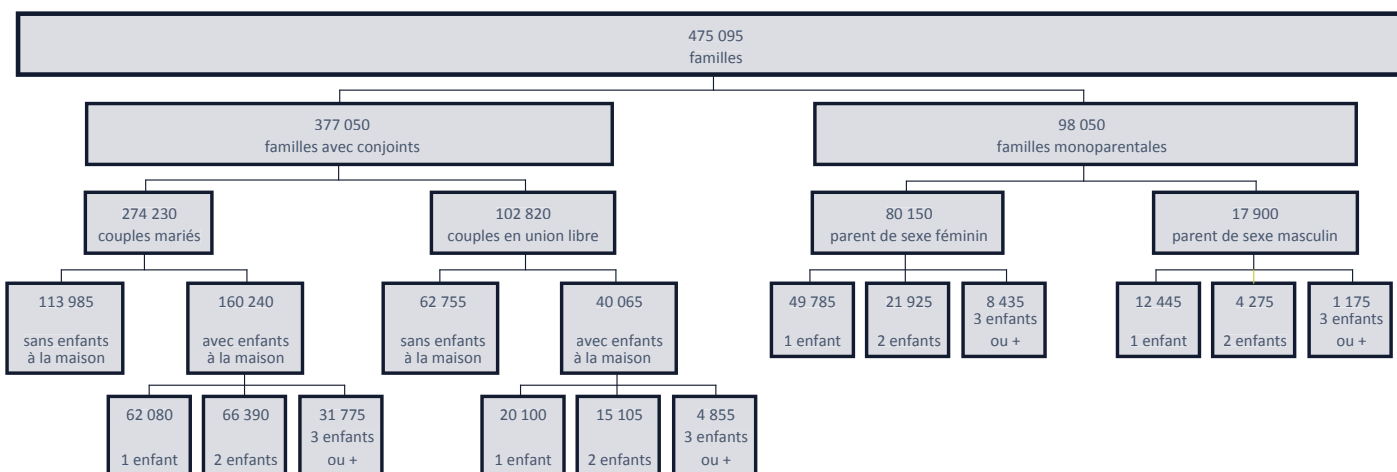 475 095
familles
377 050
familles avec conjoints
98 050
familles monoparentales
274 230
couples mariés
102 820
couples en union libre
80 150
parent de sexe féminin
17 900
parent de sexe masculin
113 985
sans enfants
à la maison
160 240
avec enfants
à la maison
62 755
sans enfants
à la maison
40 065
avec enfants
à la maison
49 785
1 enfant
21 925
2 enfants
8 435
3 enfants
ou +
12 445
1 enfant
4 275
2 enfants
1 175
3 enfants
ou +
62 080
1 enfant
66 390
2 enfants
31 775
3 enfants
ou +
20 100
1 enfant
15 105
2 enfants
4 855
3 enfants
ou +